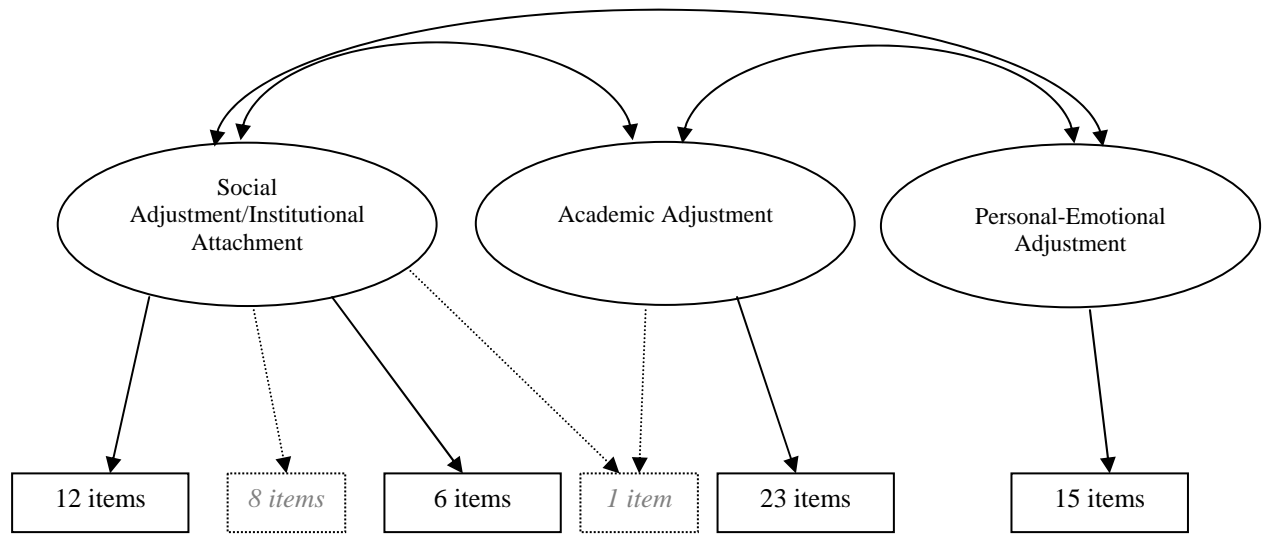 Social
Adjustment/Institutional
Attachment
Academic Adjustment
Personal-Emotional
Adjustment
12 items
8 items
6 items
1 item
23 items
15 items